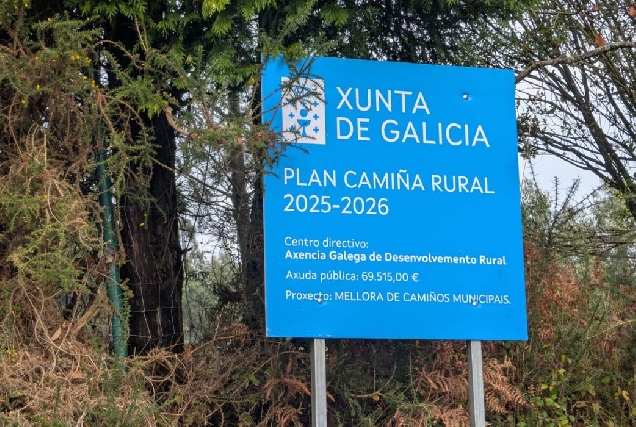 XUNTA
DE GALICIA
PLAN CAMIÑA RURAL
2025-2026
Centro directivo:
Axencia Galega de Desenvolvemento Rural
Axuda pública: 69.515,00 €
Proxecto: MELLORA DE CAMIÑOS MUNICIPAIS.